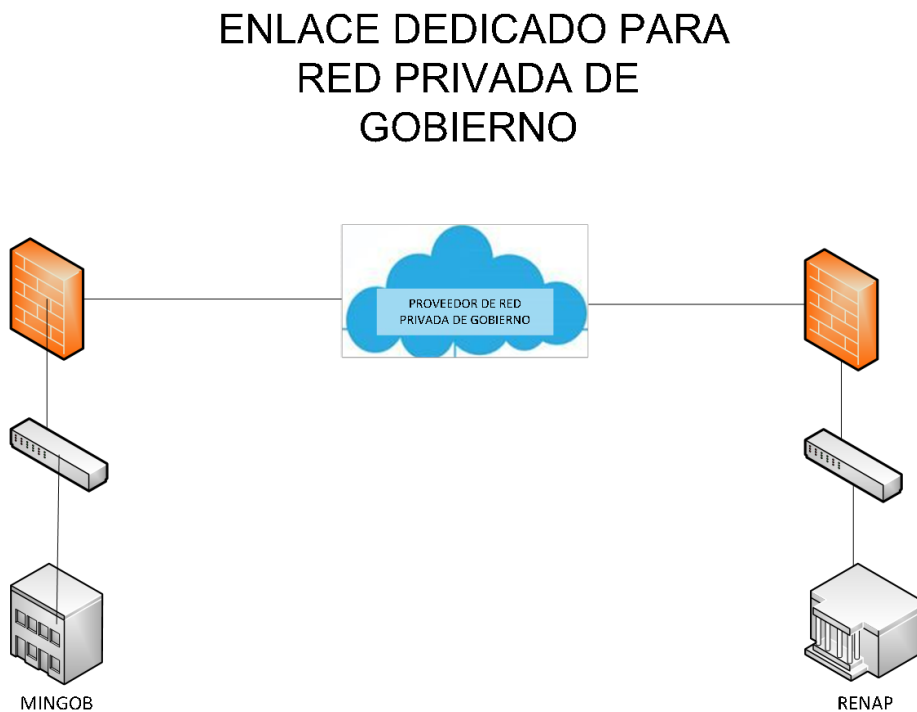 ENLACE DEDICADO PARA
RED PRIVADA DE
GOBIERNO
PROVEEDOR DE RED
PRIVADA DE GOBIERNO
MINGOB
RENAP